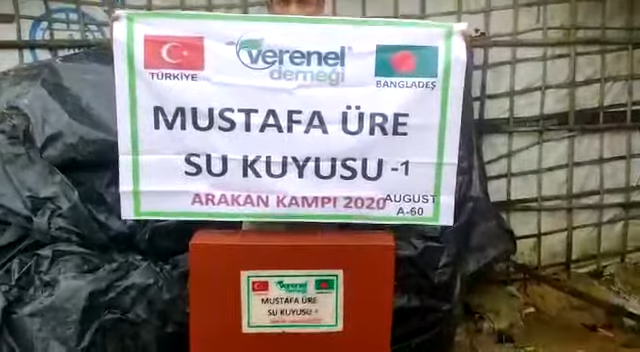 verenel
derneği
TÜRKİYE
BANGLADEŞ
MUSTAFA ÜRE
SU KUYUSU -1
ARAKAN KAMPI 2020 AUGUST
A-60
verenel
derneği
MUSTAFA ÜRE
SU KUYUSU -1